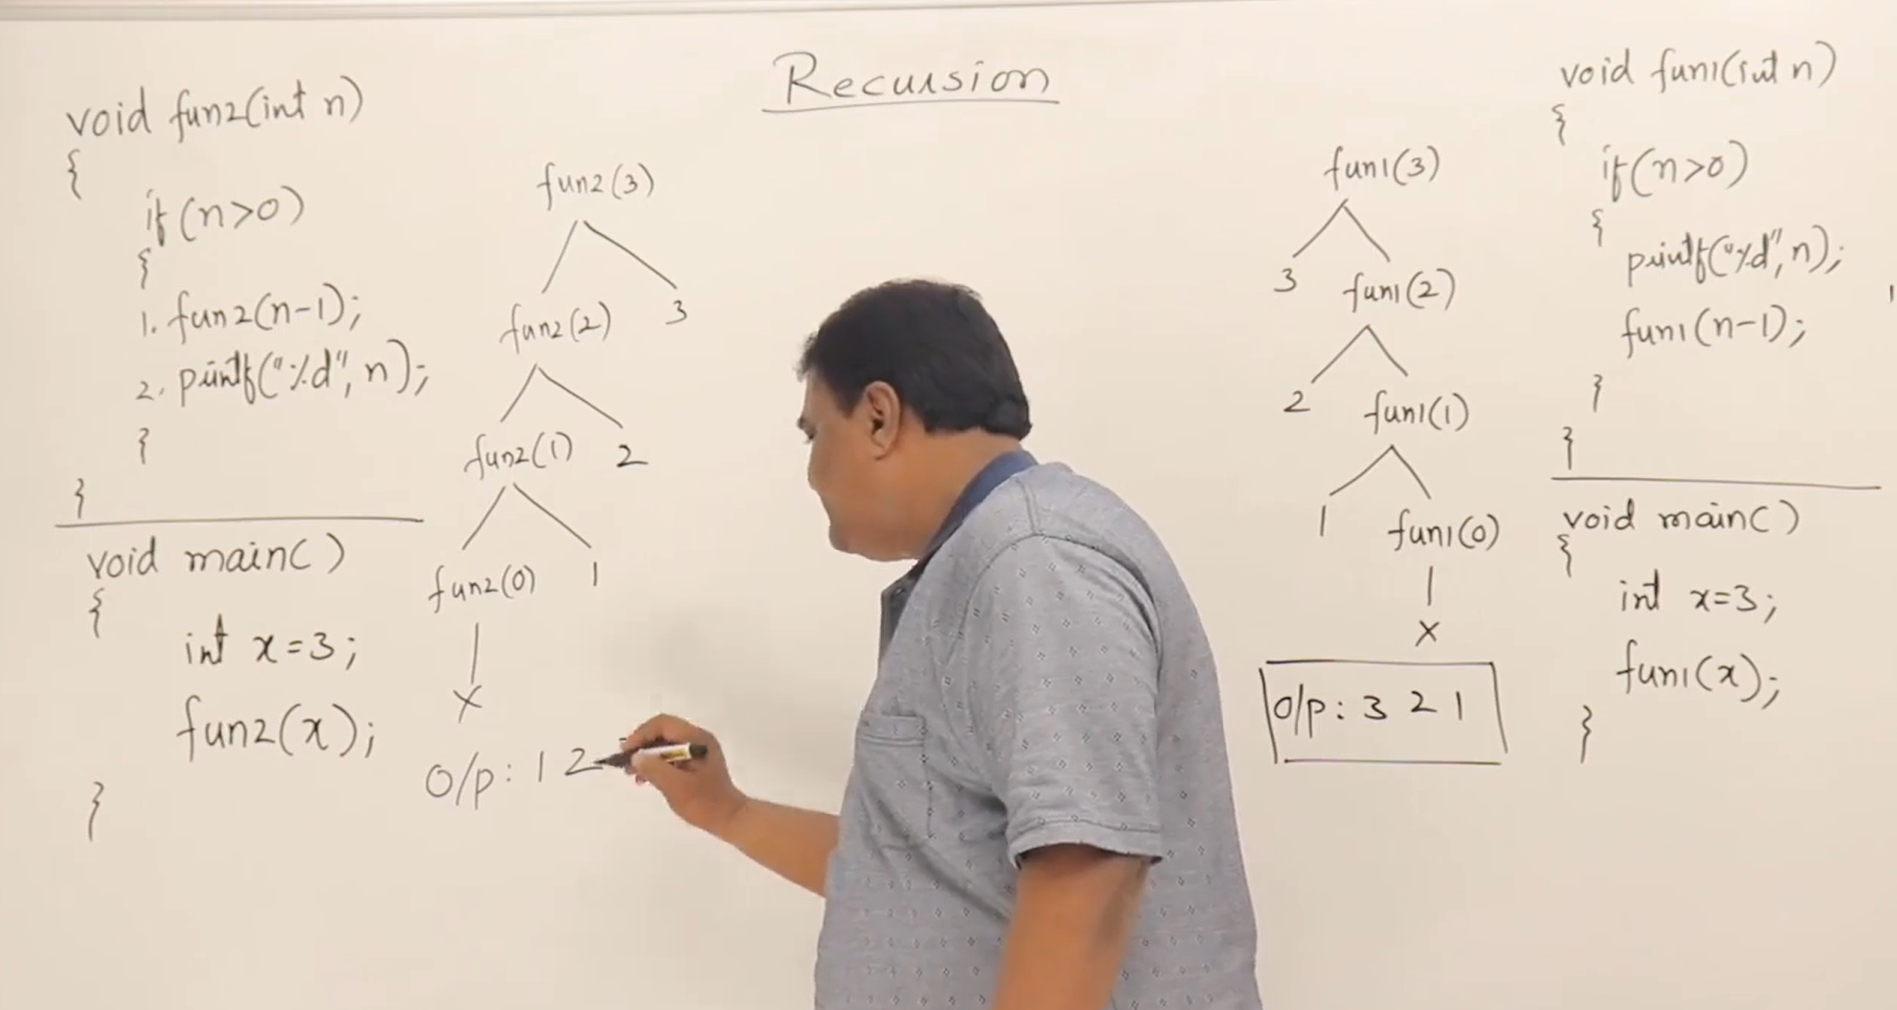 Recursion
void fun2(int n)
{
if(n>0)
{
1. fun2(n-1);
2. printf("%d", n);
}
}
void main()
{
int x=3;
fun2(x);
}
fun2(3)
fun2(2) 3
fun2(1) 2
fun2(0) 1
X
O/p: 1 2
fun1(3)
3 fun1(2)
2 fun1(1)
1 fun1(0)
X
O/p: 3 2 1
void fun1(int n)
{
if(n>0)
{
printf("%d", n);
fun1(n-1);
}
}
void main()
{
int x=3;
fun1(x);
}